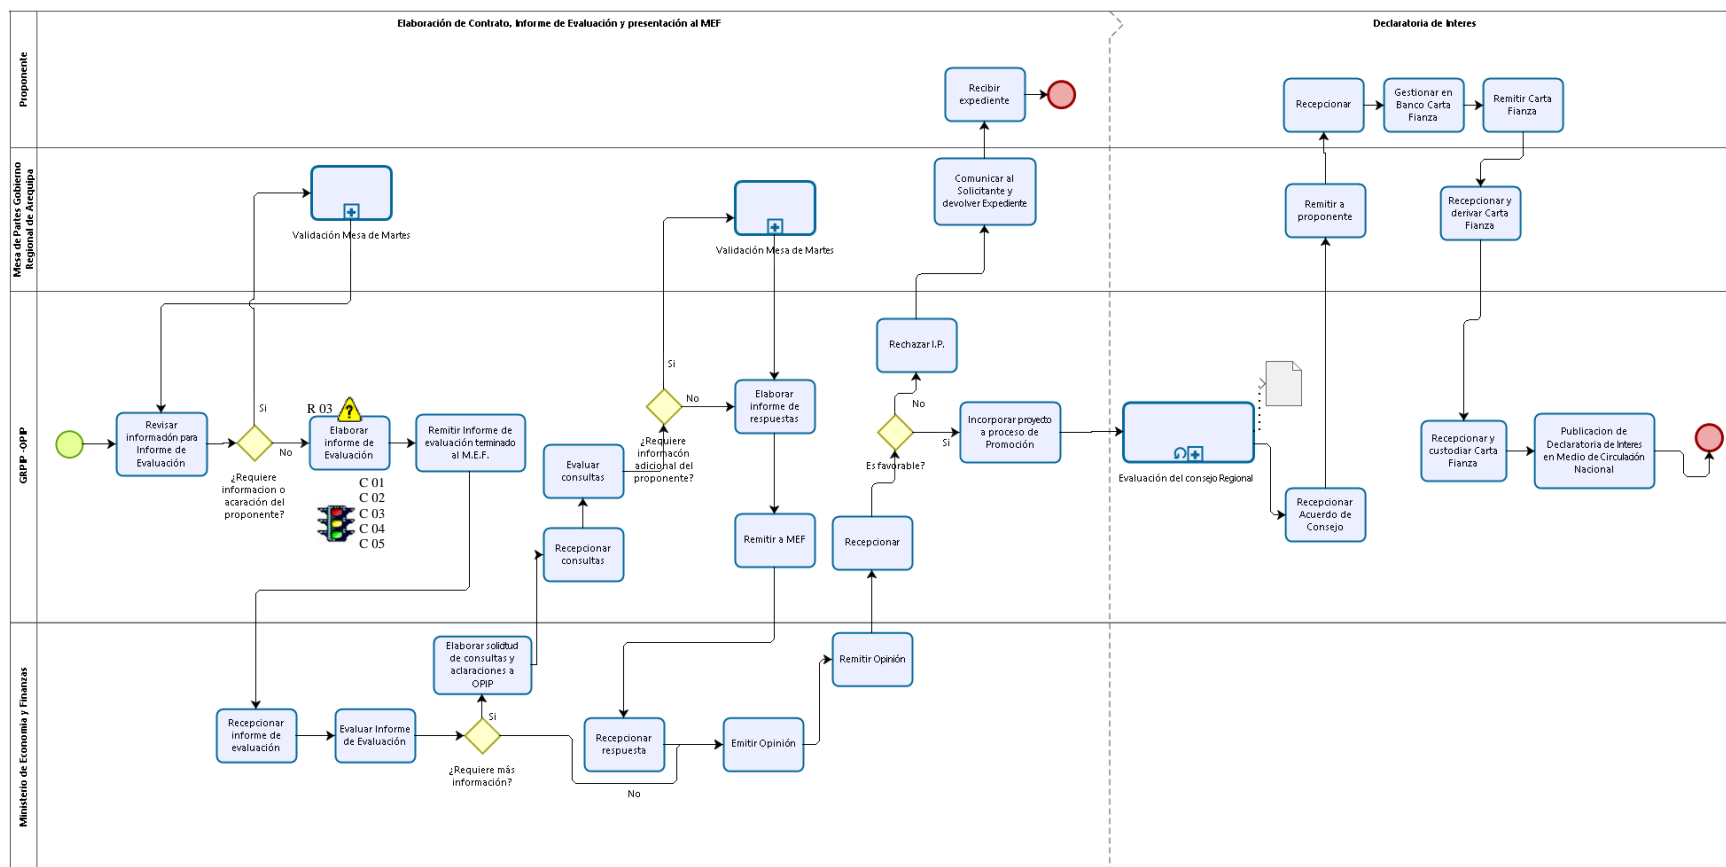 Elaboración de Contrato, Informe de Evaluación y presentación al MEF
Declaratoria de Interes
Proponente
Recibir
expediente
Recepcionar
Gestionar en
Banco Carta
Fianza
Remitir Carta
Fianza
Mesa de Partes Gobierno
Regional de Arequipa
Validación Mesa de Martes
Validación Mesa de Martes
Comunicar al
Solicitante y
devolver Expediente
Remitir a
proponente
Recepcionar y
derivar Carta
Fianza
GRPIP -OPIP
Revisar
información para
Informe de
Evaluación
Si
No
¿Requiere
informacion o
acaración del
proponente?
R 03
Elaborar
informe de
Evaluación
C 01
C 02
C 03
C 04
C 05
Remitir Informe de
evaluación terminado
al M.E.F.
Evaluar
consultas
Recepcionar
consultas
Si
No
¿Requiere
informacón
adicional del
proponente?
Elaborar
informe de
respuestas
Remitir a MEF
Rechazar I.P.
No
Si
Es favorable?
Recepcionar
Incorporar proyecto
a proceso de
Promoción
Evaluación del consejo Regional
Recepcionar
Acuerdo de
Consejo
Recepcionar y
custodiar Carta
Fianza
Publicacion de
Declaratoria de Interes
en Medio de Circulación
Nacional
Ministerio de Economia y Finanzas
Recepcionar
informe de
evaluación
Evaluar Informe
de Evaluación
Elaborar solicitud
de consultas y
aclaraciones a
OPIP
Si
¿Requiere más
información?
No
Recepcionar
respuesta
Emitir Opinión
Remitir Opinión